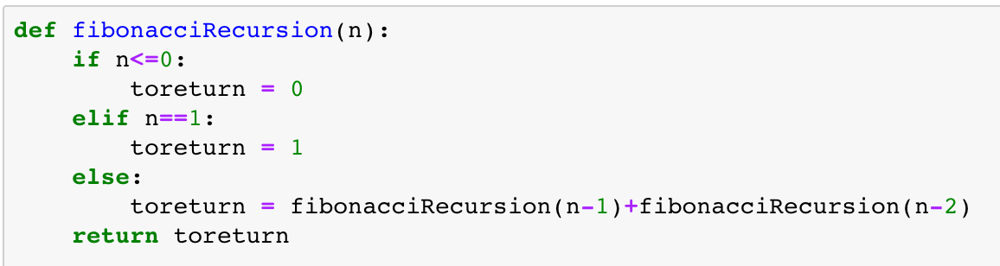 def fibonacciRecursion(n):
    if n<=0:
        toreturn = 0
    elif n==1:
        toreturn = 1
    else:
        toreturn = fibonacciRecursion(n-1)+fibonacciRecursion(n-2)
    return toreturn